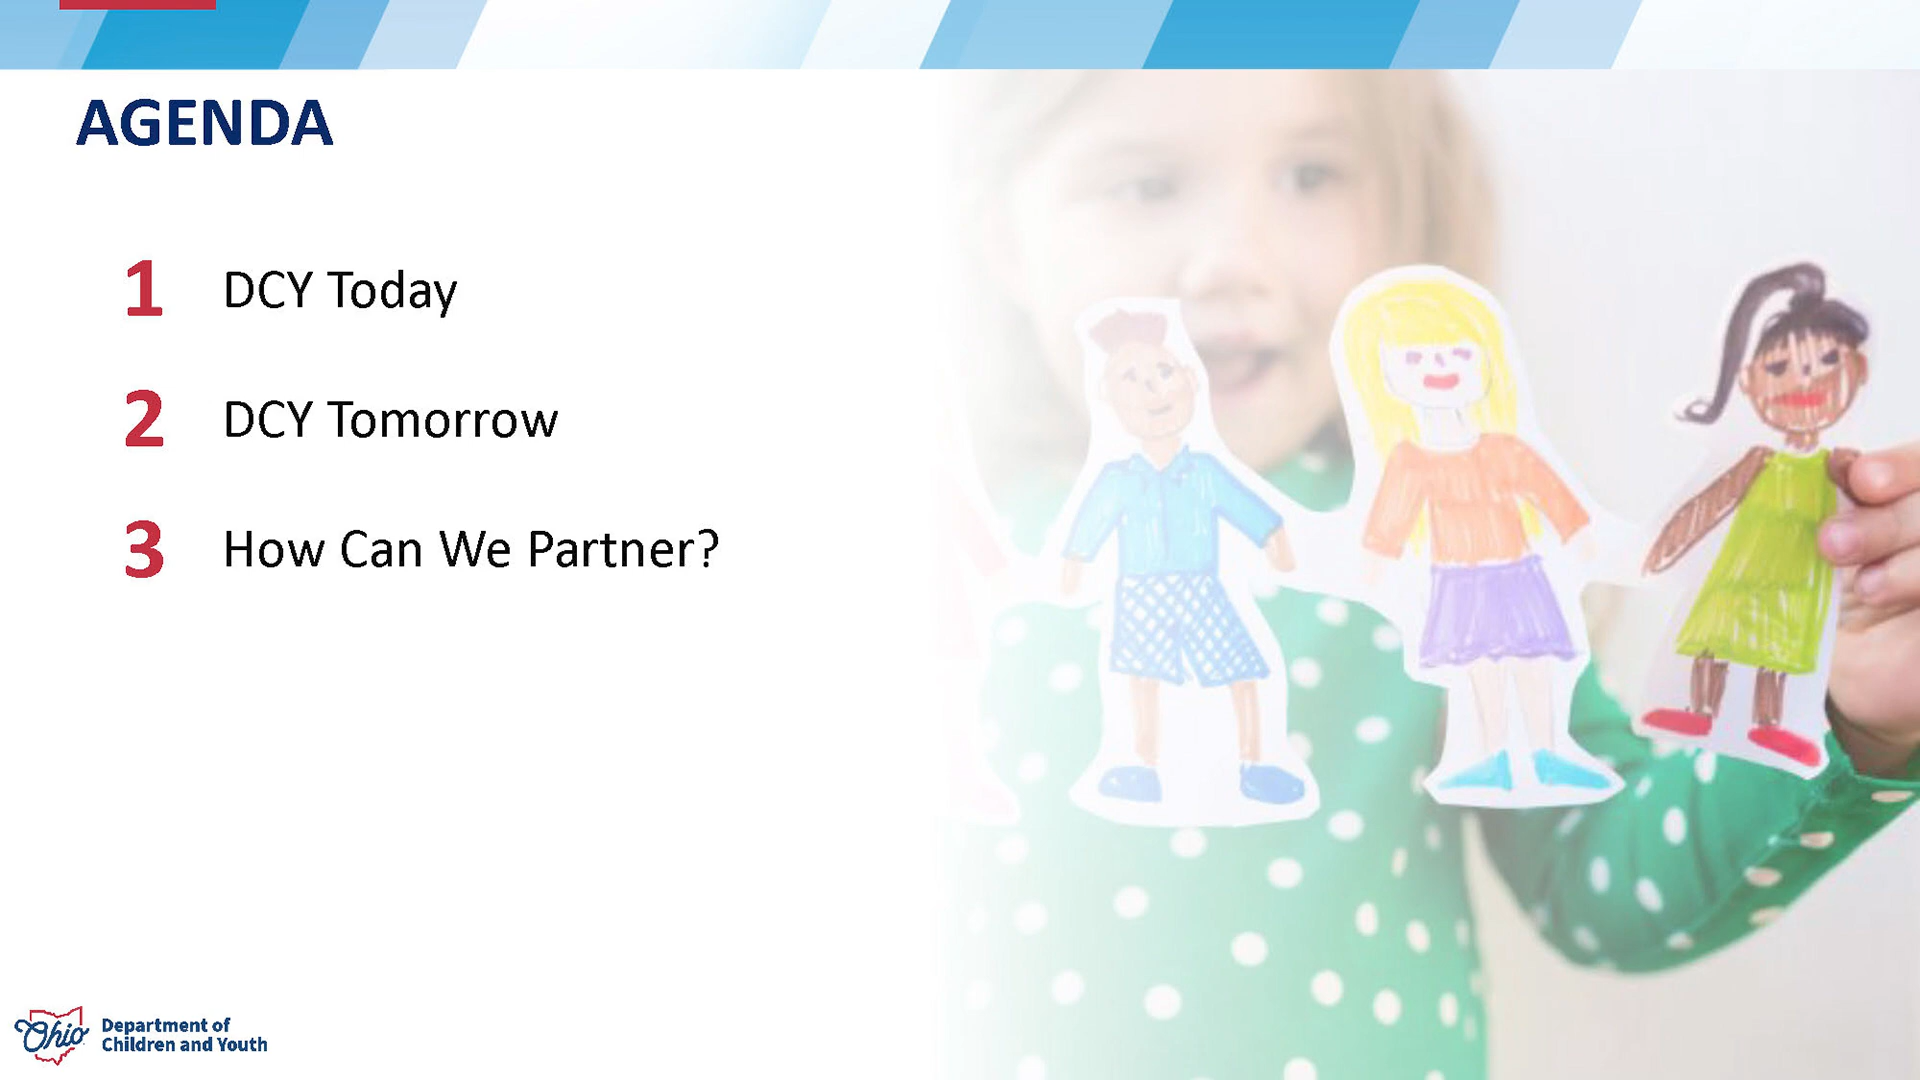 AGENDA
1 DCY Today
2 DCY Tomorrow
3 How Can We Partner?
Ohio Department of
Children and Youth